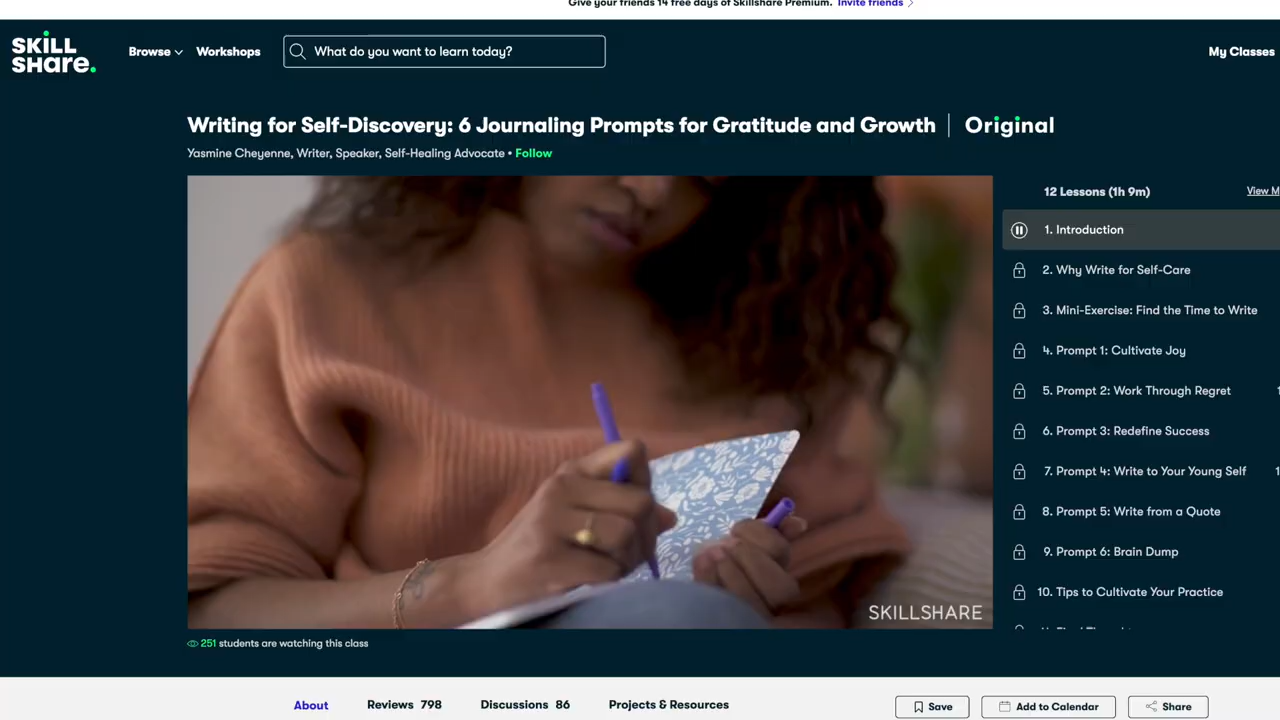 Give your friends 14 free days of Skillshare Premium. Invite friends
SKILL
SHARE.
Browse
Workshops
What do you want to learn today?
My Classes
Writing for Self-Discovery: 6 Journaling Prompts for Gratitude and Growth | Original
Yasmine Cheyenne, Writer, Speaker, Self-Healing Advocate • Follow
12 Lessons (1h 9m)
View M
1. Introduction
2. Why Write for Self-Care
3. Mini-Exercise: Find the Time to Write
4. Prompt 1: Cultivate Joy
5. Prompt 2: Work Through Regret
6. Prompt 3: Redefine Success
7. Prompt 4: Write to Your Young Self
8. Prompt 5: Write from a Quote
9. Prompt 6: Brain Dump
10. Tips to Cultivate Your Practice
SKILLSHARE
251 students are watching this class
About
Reviews 798
Discussions 86
Projects & Resources
Save
Add to Calendar
Share